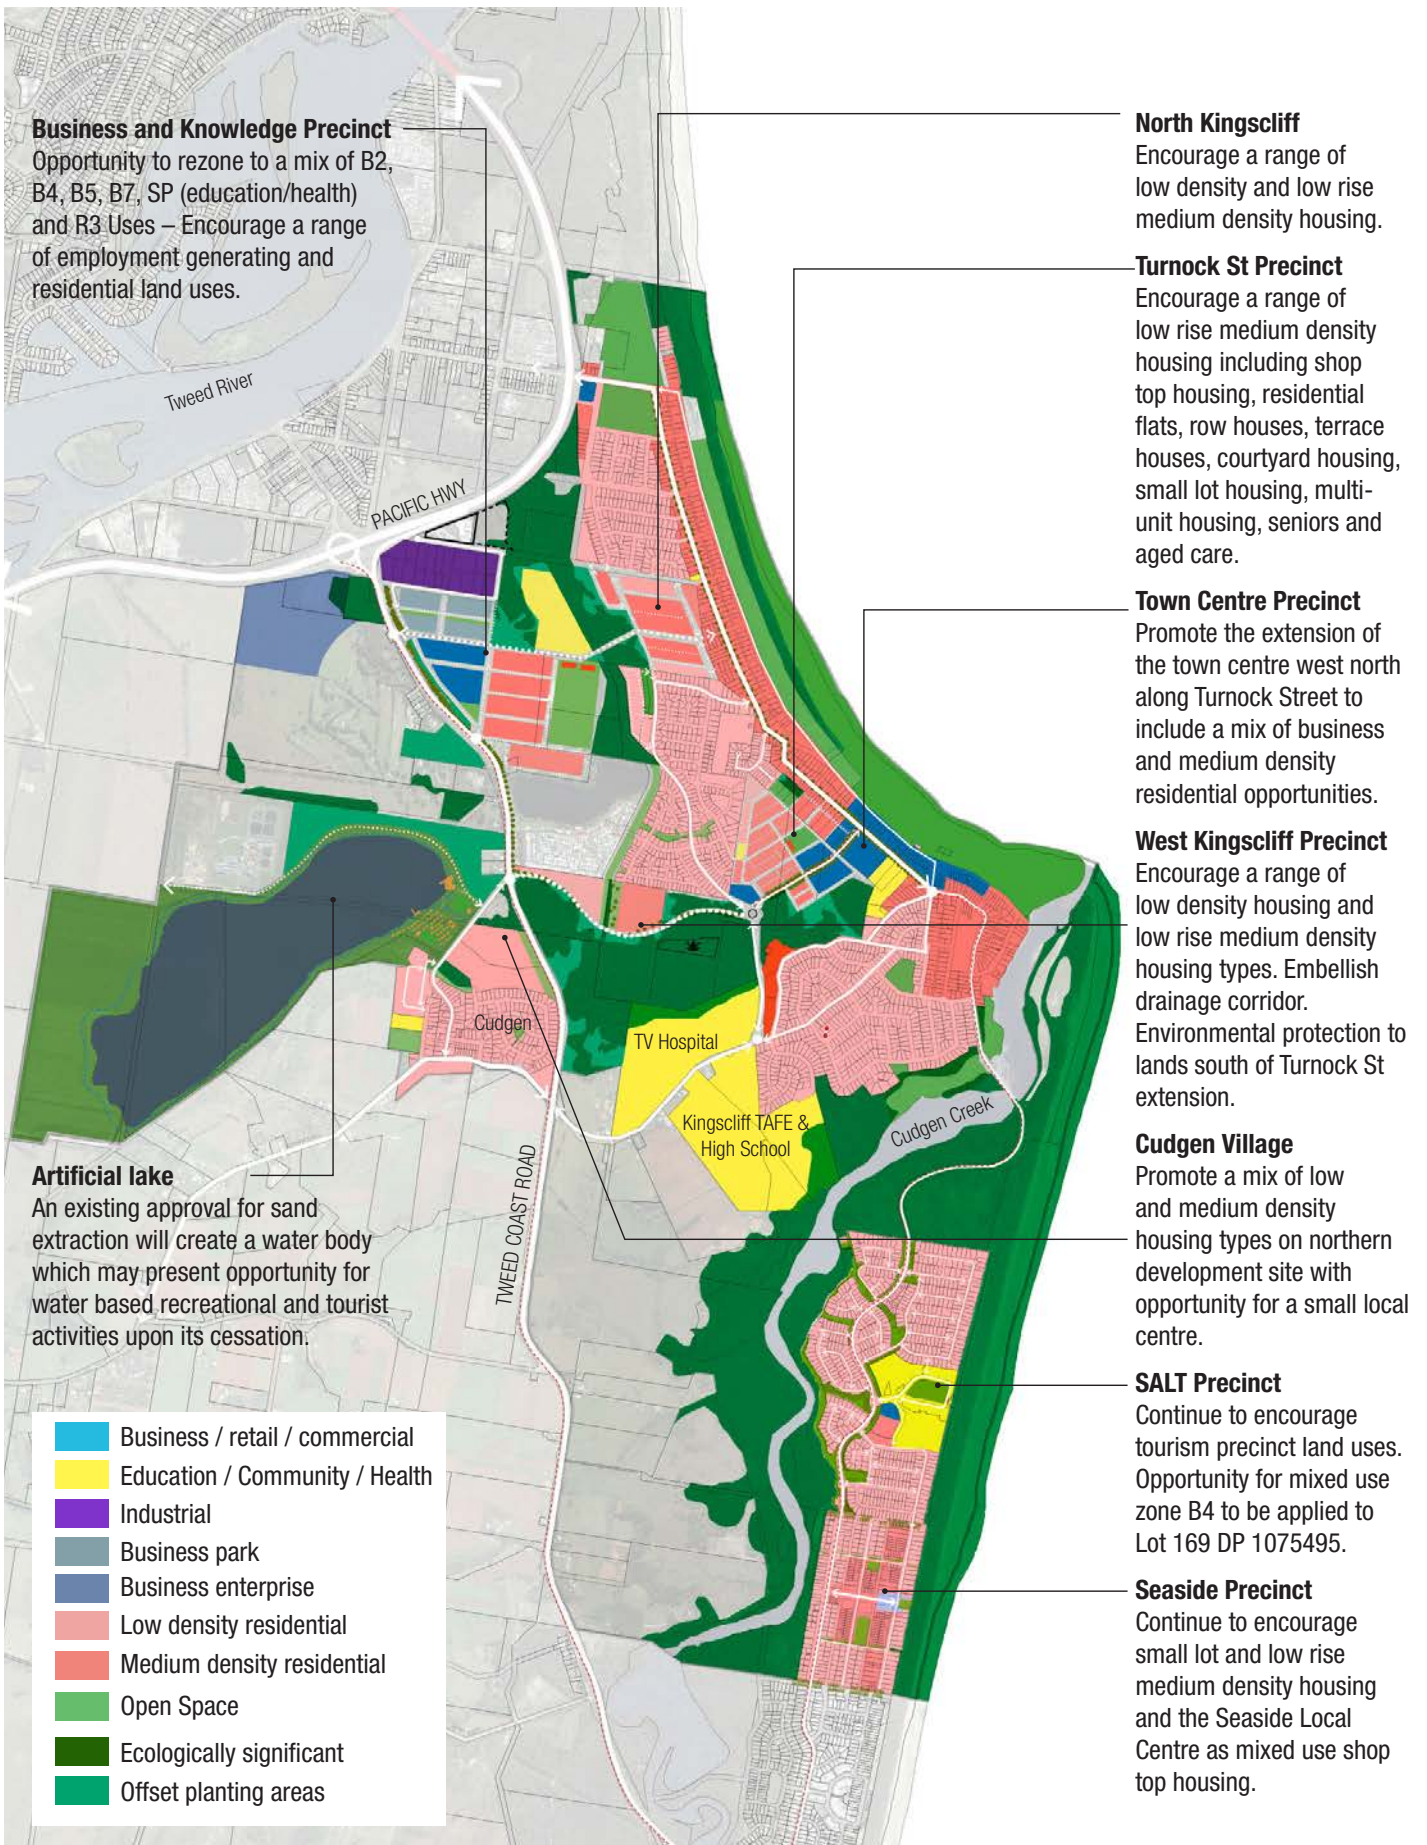 Business and Knowledge Precinct
Opportunity to rezone to a mix of B2,
B4, B5, B7, SP (education/health)
and R3 Uses – Encourage a range
of employment generating and
residential land uses.
Tweed River
PACIFIC HWY
North Kingscliff
Encourage a range of
low density and low rise
medium density housing.
Turnock St Precinct
Encourage a range of
low rise medium density
housing including shop
top housing, residential
flats, row houses, terrace
houses, courtyard housing,
small lot housing, multi-
unit housing, seniors and
aged care.
Town Centre Precinct
Promote the extension of
the town centre west north
along Turnock Street to
include a mix of business
and medium density
residential opportunities.
West Kingscliff Precinct
Encourage a range of
low density housing and
low rise medium density
housing types. Embellish
drainage corridor.
Environmental protection to
lands south of Turnock St
extension.
Cudgen Village
Promote a mix of low
and medium density
housing types on northern
development site with
opportunity for a small local
centre.
SALT Precinct
Continue to encourage
tourism precinct land uses.
Opportunity for mixed use
zone B4 to be applied to
Lot 169 DP 1075495.
Seaside Precinct
Continue to encourage
small lot and low rise
medium density housing
and the Seaside Local
Centre as mixed use shop
top housing.
Cudgen
TV Hospital
Kingscliff TAFE &
High School
Cudgen Creek
TWEED COAST ROAD
Artificial lake
An existing approval for sand
extraction will create a water body
which may present opportunity for
water based recreational and tourist
activities upon its cessation.
Business / retail / commercial
Education / Community / Health
Industrial
Business park
Business enterprise
Low density residential
Medium density residential
Open Space
Ecologically significant
Offset planting areas